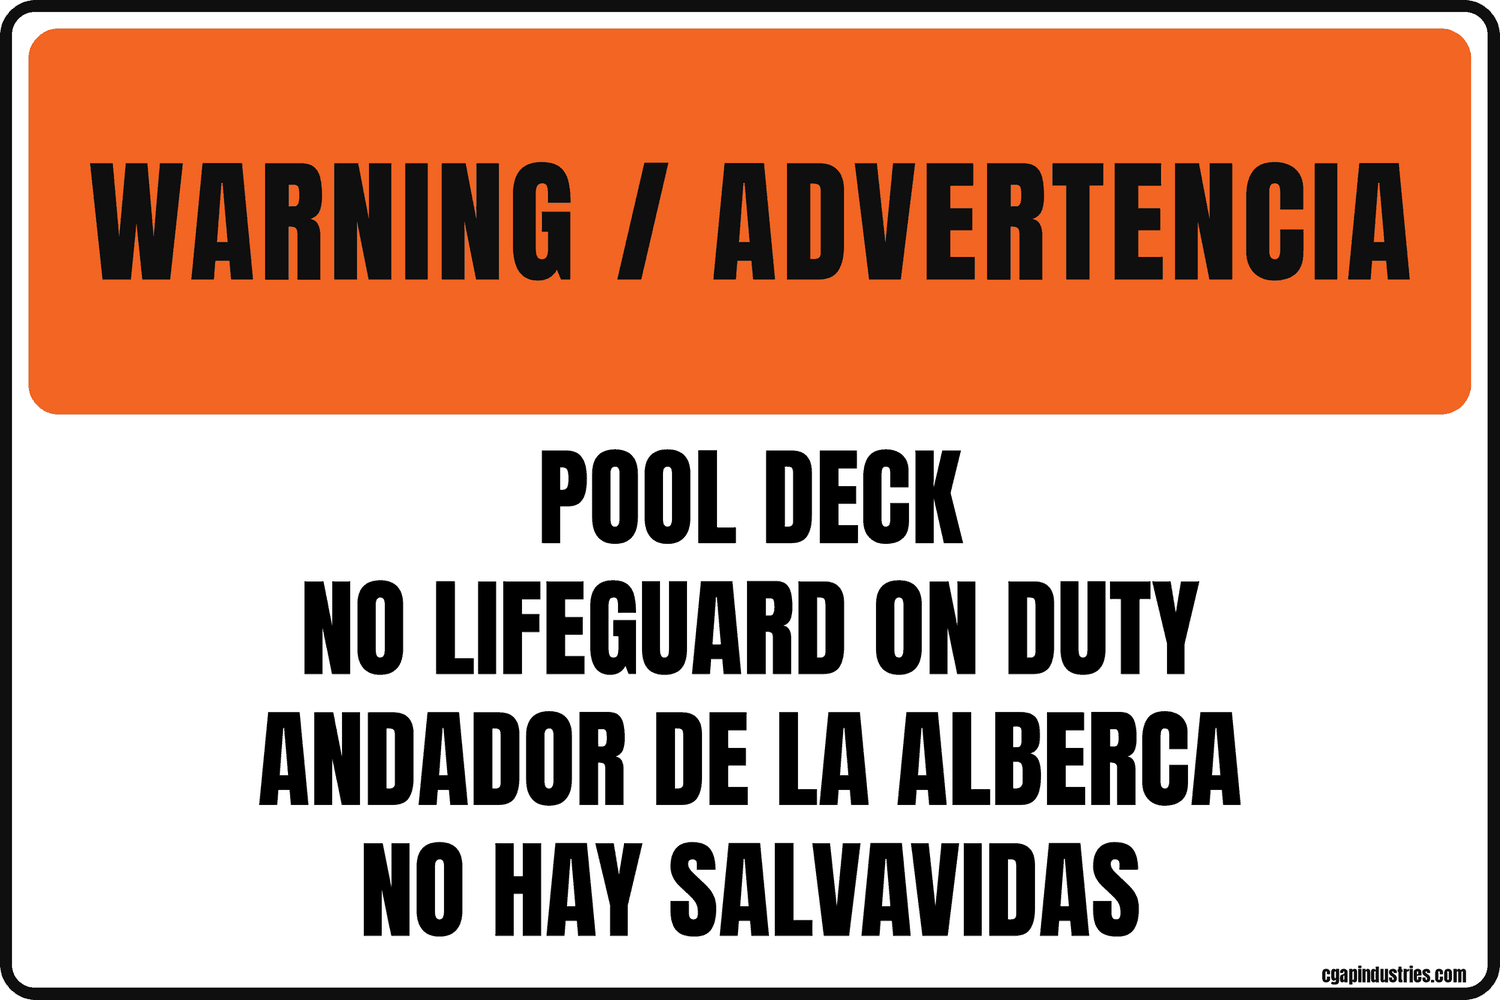 WARNING / ADVERTENCIA
POOL DECK
NO LIFEGUARD ON DUTY
ANDADOR DE LA ALBERCA
NO HAY SALVAVIDAS
cgapindustries.com